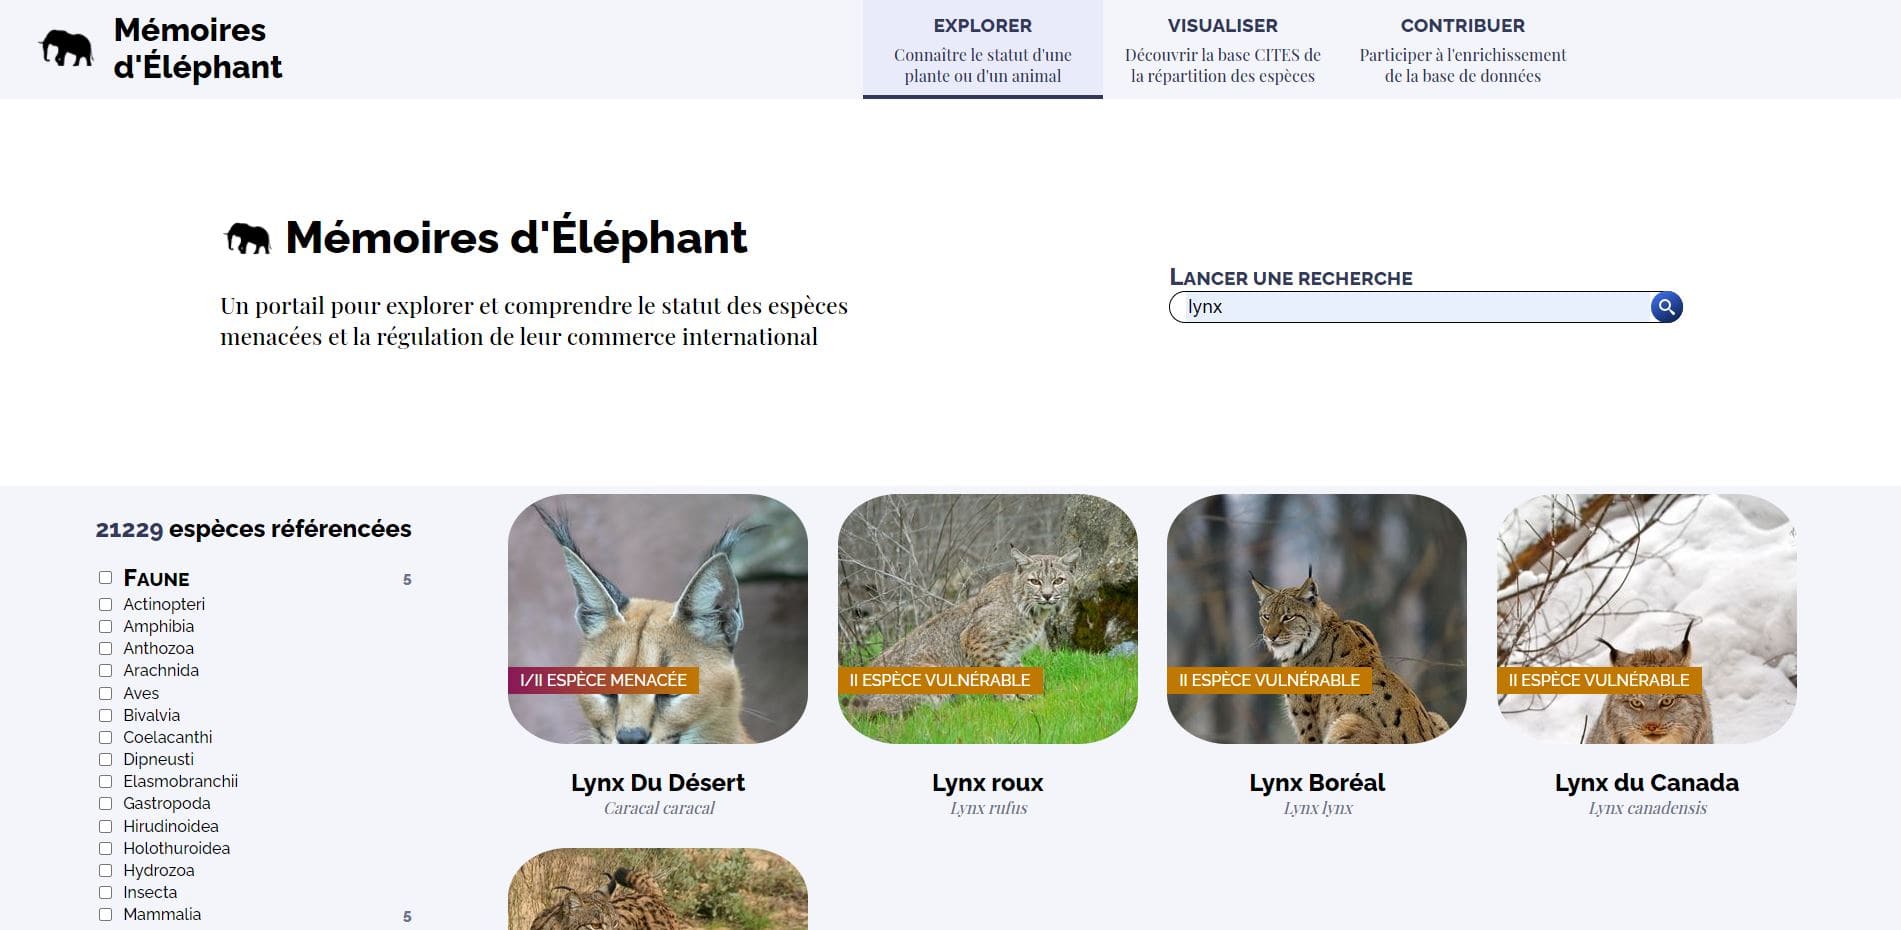 Mémoires
d'Éléphant
EXPLORER
Connaître le statut d'une
plante ou d'un animal
VISUALISER
Découvrir la base CITES de
la répartition des espèces
CONTRIBUER
Participer à l'enrichissement
de la base de données
Mémoires d'Éléphant
Un portail pour explorer et comprendre le statut des espèces
menacées et la régulation de leur commerce international
LANCER UNE RECHERCHE
lynx
21229 espèces référencées
FAUNE 5
Actinopteri
Amphibia
Anthozoa
Arachnida
Aves
Bivalvia
Coelacanthi
Dipneusti
Elasmobranchii
Gastropoda
Hirudinoidea
Holothuroidea
Hydrozoa
Insecta
Mammalia 5
I/II ESPÈCE MENACÉE
Lynx Du Désert
Caracal caracal
II ESPÈCE VULNÉRABLE
Lynx roux
Lynx rufus
II ESPÈCE VULNÉRABLE
Lynx Boréal
Lynx lynx
II ESPÈCE VULNÉRABLE
Lynx du Canada
Lynx canadensis